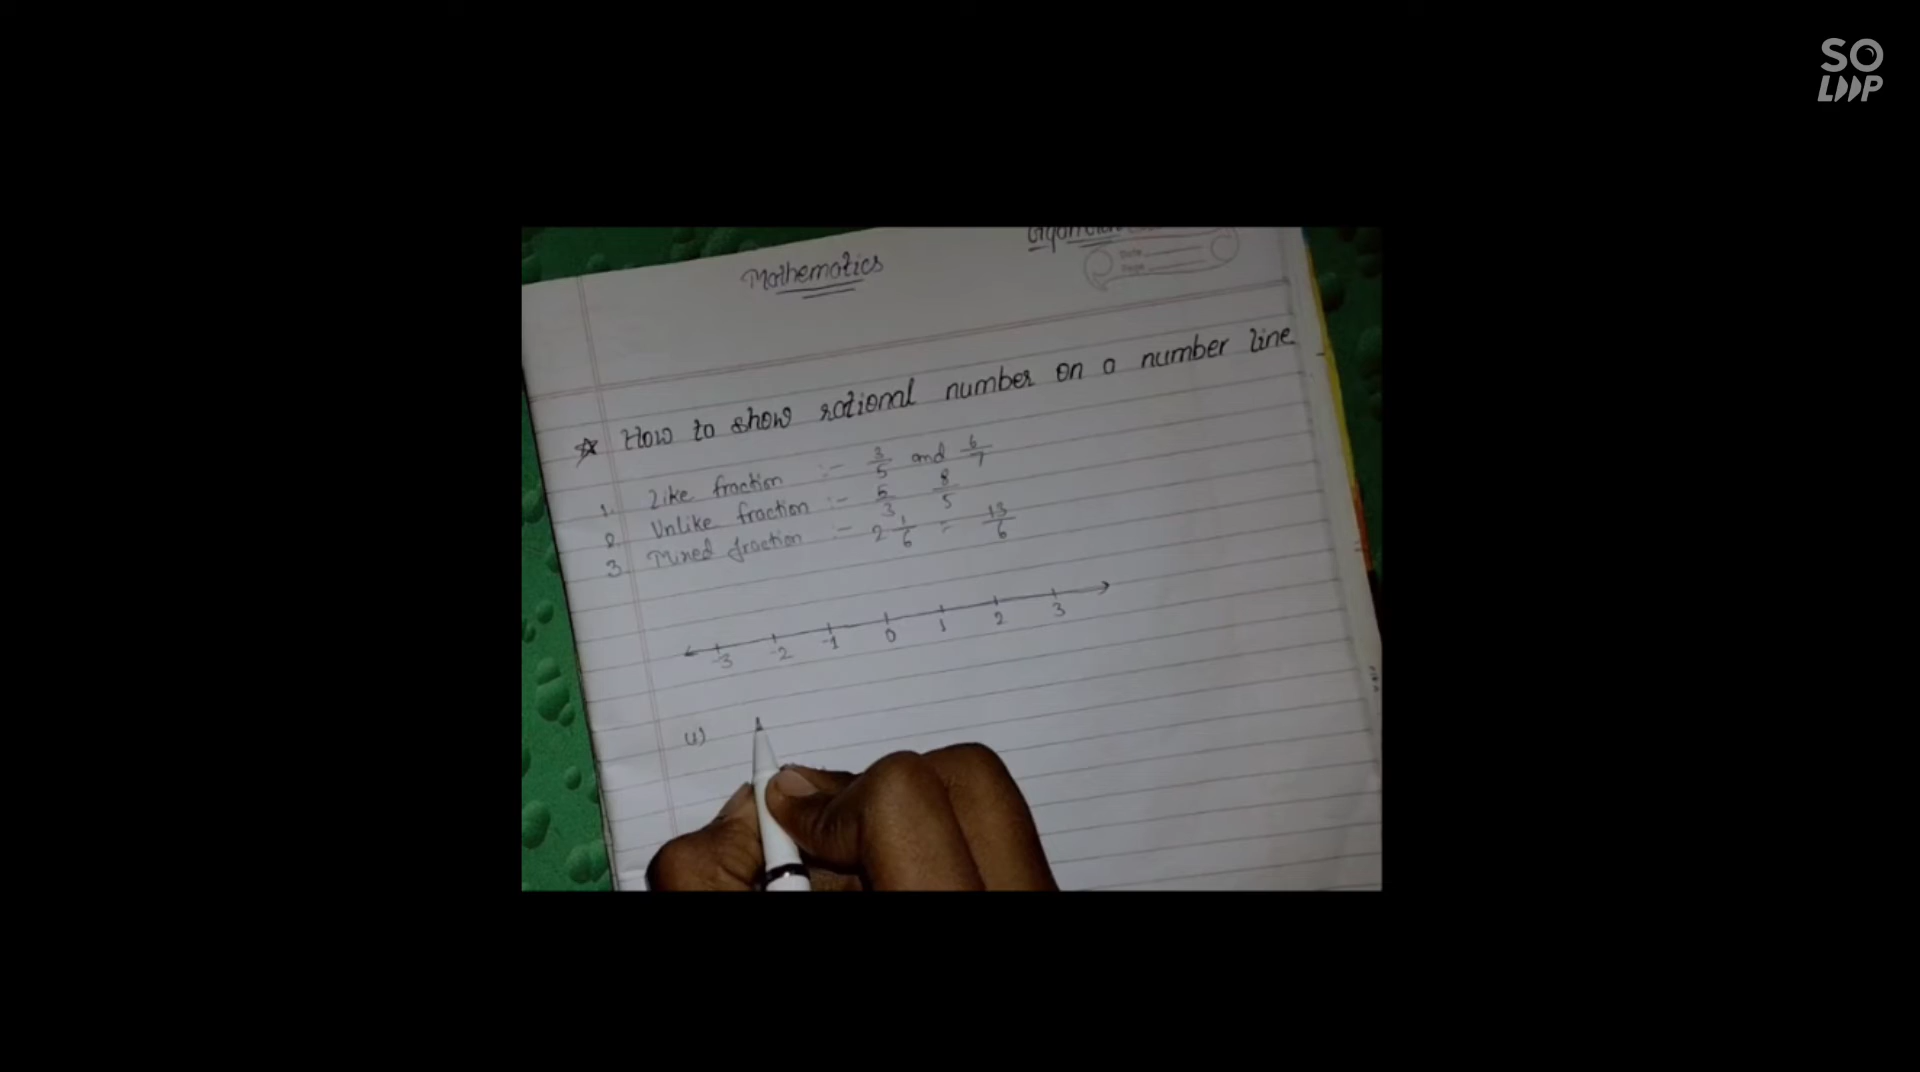 SO
LOOP
Mathematics
Date
Page
☆ How to show rational number on a number line
1. Like fraction :- 3/5 and 6/7
2. Unlike fraction :- 5/3 8/5
3. Mixed fraction :- 2 1/6 = 13/6
-3 -2 -1 0 1 2 3